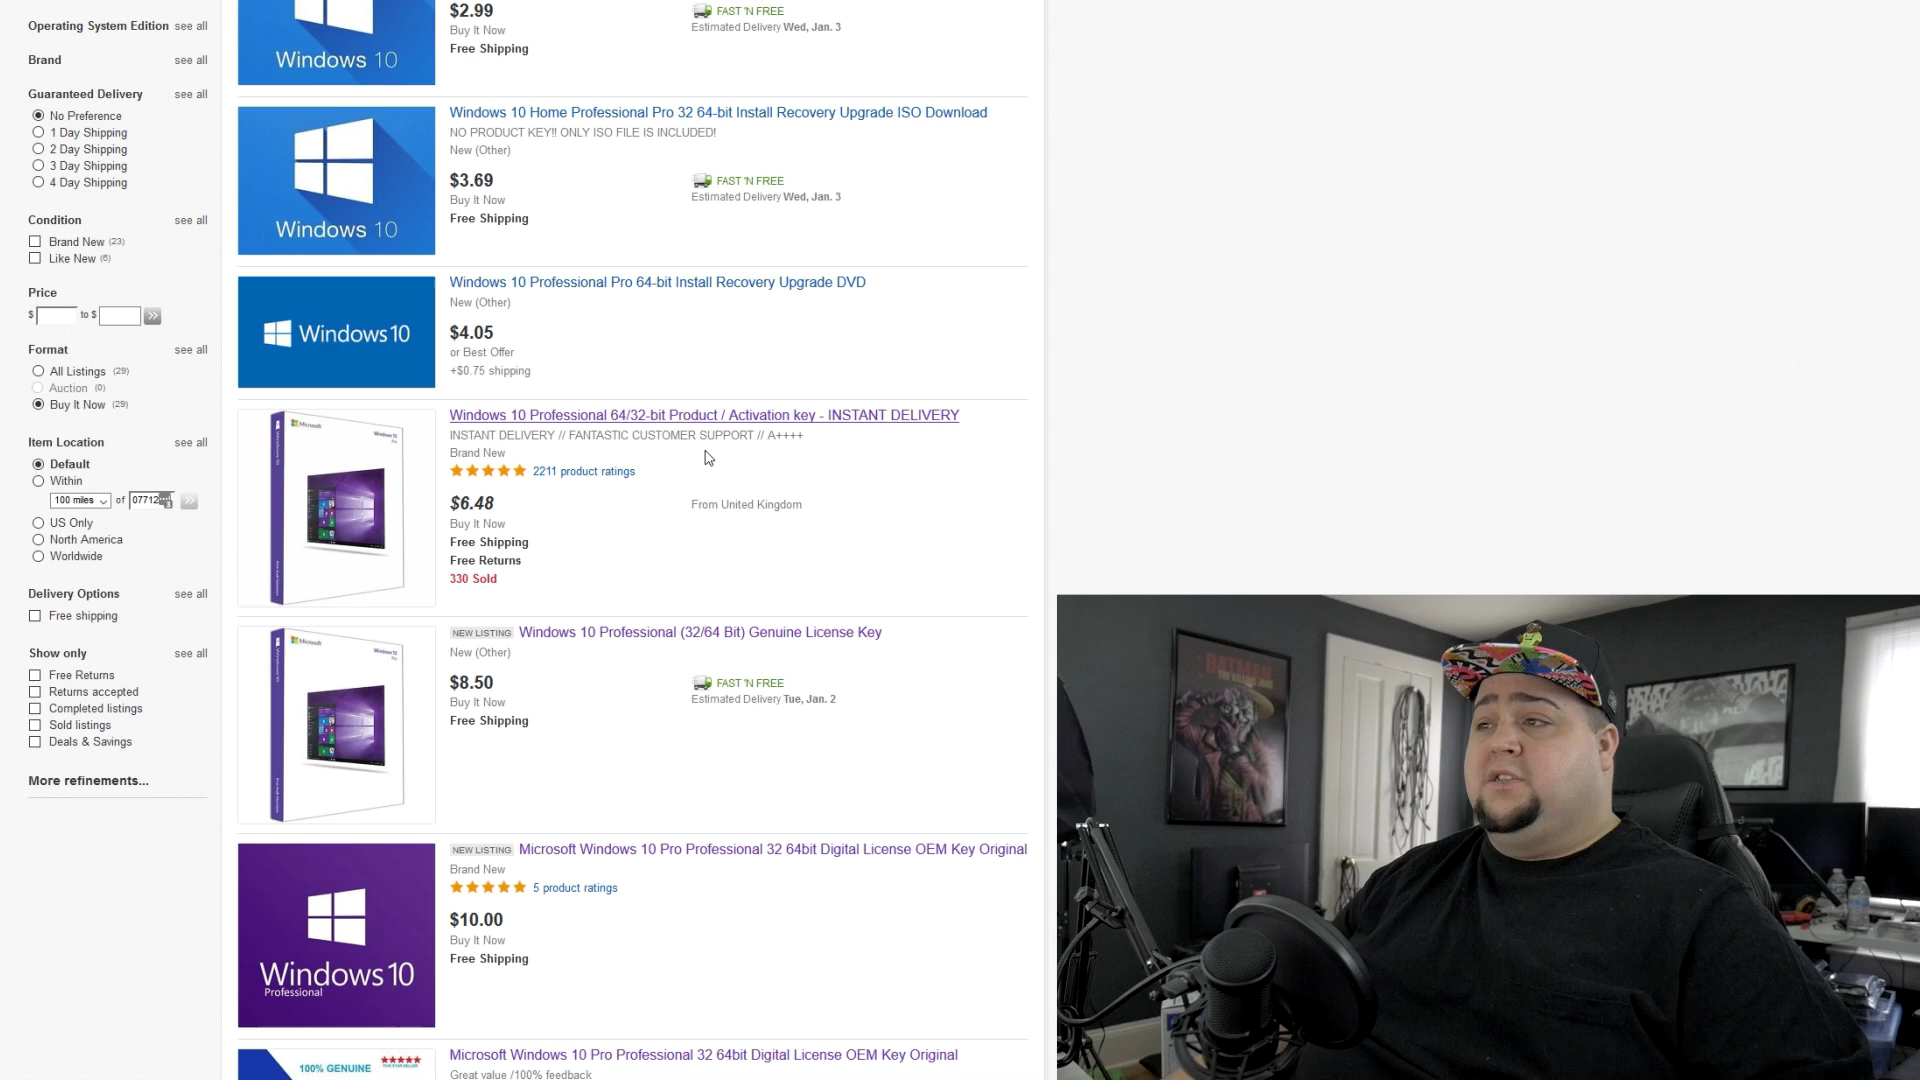 Operating System Edition see all
Brand see all
Guaranteed Delivery see all
No Preference
1 Day Shipping
2 Day Shipping
3 Day Shipping
4 Day Shipping
Condition see all
Brand New (23)
Like New (6)
Price
$ to $ »
Format see all
All Listings (29)
Auction (0)
Buy It Now (29)
Item Location see all
Default
Within
100 miles of 07712
US Only
North America
Worldwide
Delivery Options see all
Free shipping
Show only see all
Free Returns
Returns accepted
Completed listings
Sold listings
Deals & Savings
More refinements...
Windows 10
$2.99
Buy It Now
Free Shipping
FAST 'N FREE
Estimated Delivery Wed, Jan. 3
Windows 10
Windows 10 Home Professional Pro 32 64-bit Install Recovery Upgrade ISO Download
NO PRODUCT KEY!! ONLY ISO FILE IS INCLUDED!
New (Other)
$3.69
Buy It Now
Free Shipping
FAST 'N FREE
Estimated Delivery Wed, Jan. 3
Windows 10
Windows 10 Professional Pro 64-bit Install Recovery Upgrade DVD
New (Other)
$4.05
or Best Offer
+$0.75 shipping
Microsoft
Windows 10
Windows 10 Professional 64/32-bit Product / Activation key - INSTANT DELIVERY
INSTANT DELIVERY // FANTASTIC CUSTOMER SUPPORT // A++++
Brand New
2211 product ratings
$6.48
Buy It Now
Free Shipping
Free Returns
330 Sold
From United Kingdom
Microsoft
Windows 10
NEW LISTING Windows 10 Professional (32/64 Bit) Genuine License Key
New (Other)
$8.50
Buy It Now
Free Shipping
FAST 'N FREE
Estimated Delivery Tue, Jan. 2
Windows 10
Professional
NEW LISTING Microsoft Windows 10 Pro Professional 32 64bit Digital License OEM Key Original
Brand New
5 product ratings
$10.00
Buy It Now
Free Shipping
100% GENUINE
Microsoft Windows 10 Pro Professional 32 64bit Digital License OEM Key Original
Great value /100% feedback
BATMAN
THE KILLING JOKE